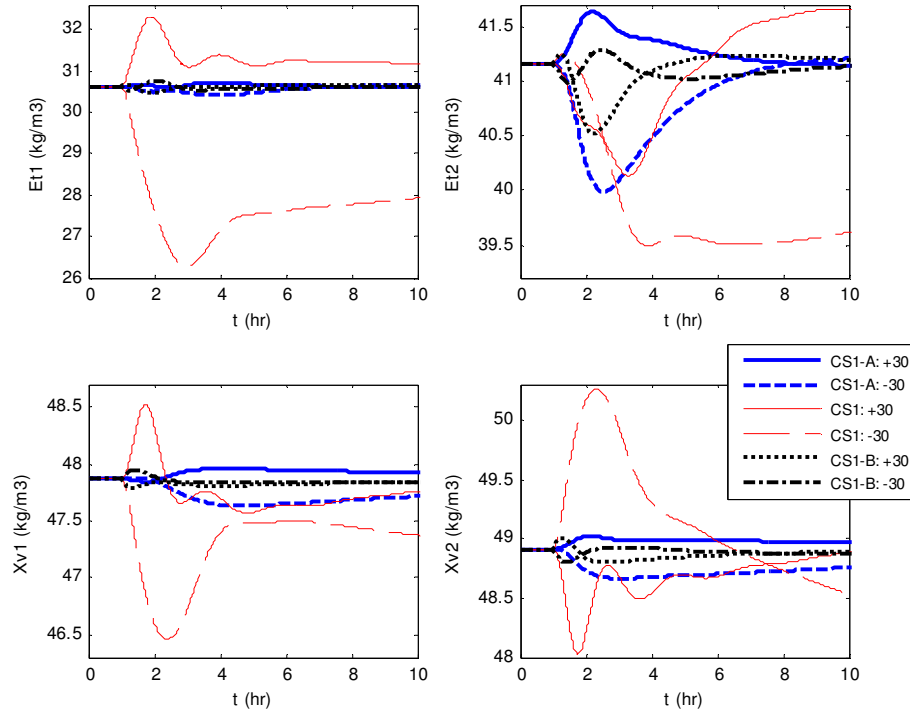 32
31
30
29
28
27
26
Et1 (kg/m3)
0 2 4 6 8 10
t (hr)
41.5
41
40.5
40
39.5
Et2 (kg/m3)
0 2 4 6 8 10
t (hr)
48.5
48
47.5
47
46.5
Xv1 (kg/m3)
0 2 4 6 8 10
t (hr)
50
49.5
49
48.5
48
Xv2 (kg/m3)
0 2 4 6 8 10
t (hr)
CS1-A: +30
CS1-A: -30
CS1: +30
CS1: -30
CS1-B: +30
CS1-B: -30